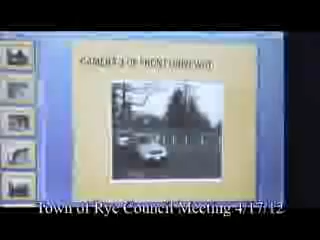 CAMERA 3 OF FRONT DRIVEWAY
Town of Rye Council Meeting 4/17/12